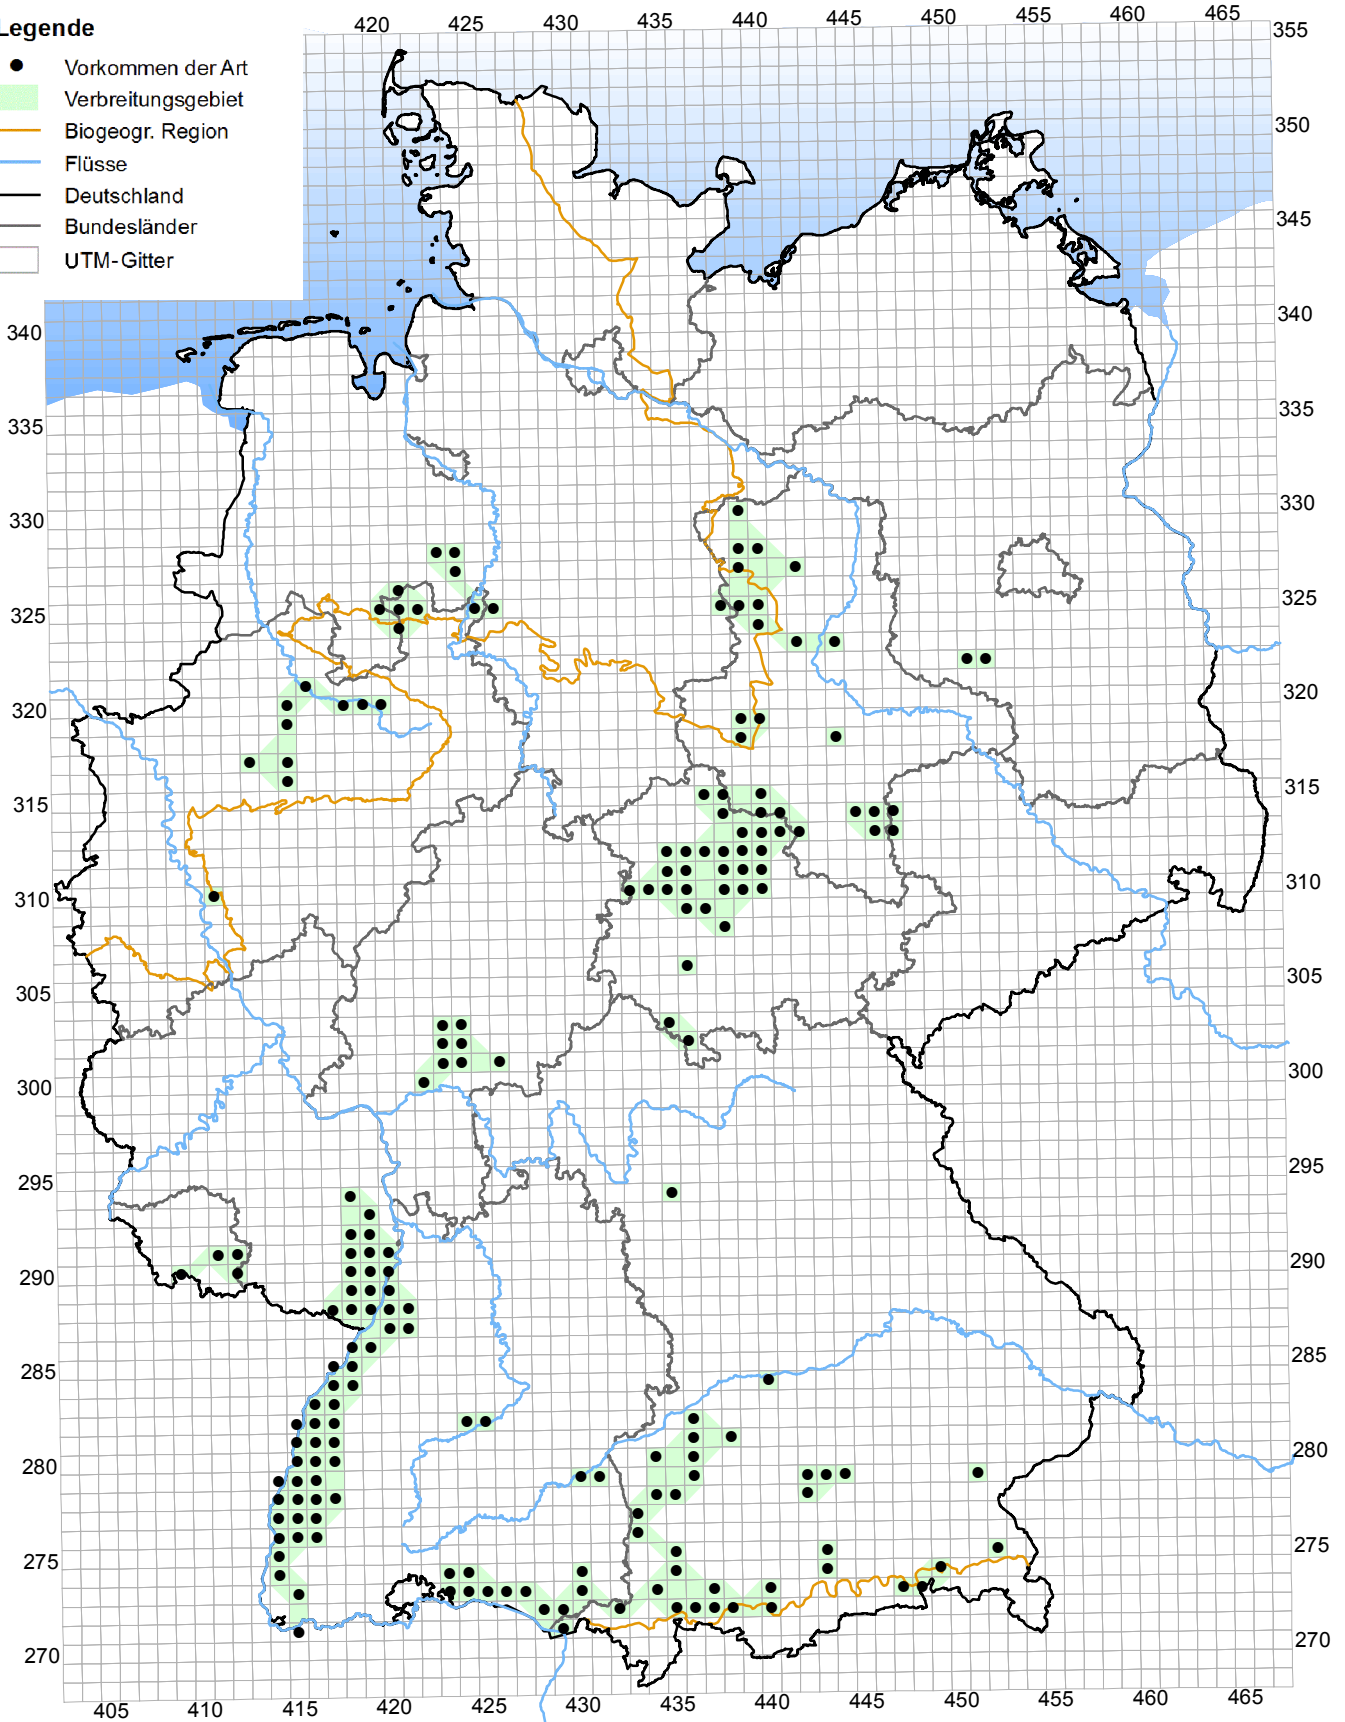 Legende
Vorkommen der Art
Verbreitungsgebiet
Biogeogr. Region
Flüsse
Deutschland
Bundesländer
UTM-Gitter
420 425 430 435 440 445 450 455 460 465
355
350
345
340 340
335 335
330 330
325 325
320 320
315 315
310 310
305 305
300 300
295 295
290 290
285 285
280 280
275 275
270 270
405 410 415 420 425 430 435 440 445 450 455 460 465